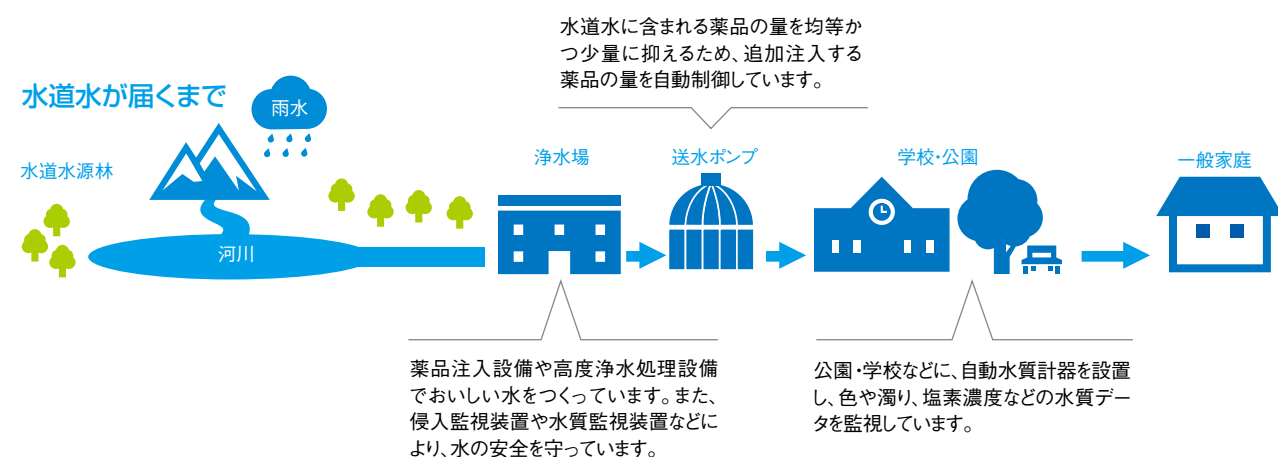 水道水に含まれる薬品の量を均等か
つ少量に抑えるため、追加注入する
薬品の量を自動制御しています。
水道水が届くまで
雨水
水道水源林
浄水場
送水ポンプ
学校・公園
一般家庭
河川
薬品注入設備や高度浄水処理設備
でおいしい水をつくっています。また、
侵入監視装置や水質監視装置などに
より、水の安全を守っています。
公園・学校などに、自動水質計器を設置
し、色や濁り、塩素濃度などの水質デー
タを監視しています。